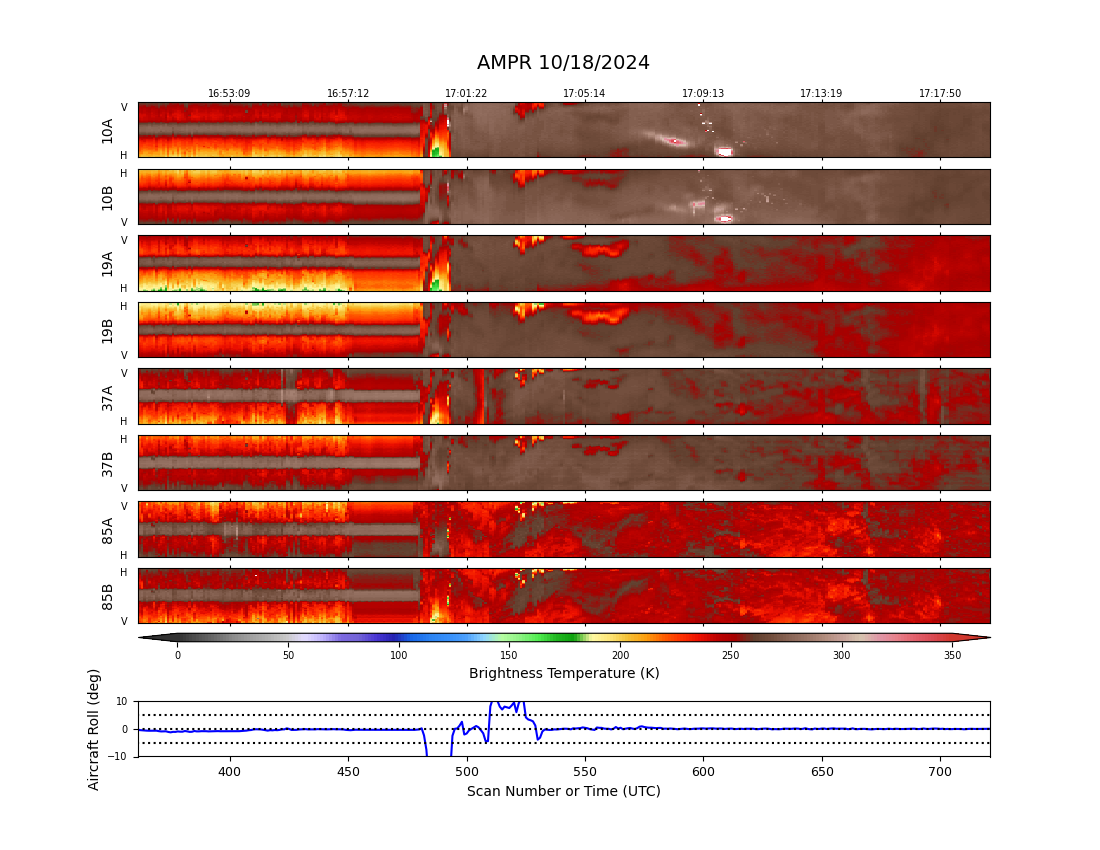 AMPR 10/18/2024
16:53:09 16:57:12 17:01:22 17:05:14 17:09:13 17:13:19 17:17:50
V
10A
H
H
10B
V
V
19A
H
H
19B
V
V
37A
H
H
37B
V
V
85A
H
H
85B
V
0 50 100 150 200 250 300 350
Brightness Temperature (K)
Aircraft Roll (deg)
10
0
−10
400 450 500 550 600 650 700
Scan Number or Time (UTC)